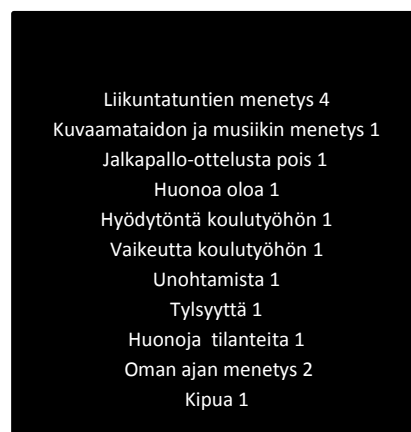 Liikuntatuntien menetys 4
Kuvaamataidon ja musiikin menetys 1
Jalkapallo-ottelusta pois 1
Huonoa oloa 1
Hyödytöntä koulutyöhön 1
Vaikeutta koulutyöhön 1
Unohtamista 1
Tylsyyttä 1
Huonoja  tilanteita 1
Oman ajan menetys 2
Kipua 1